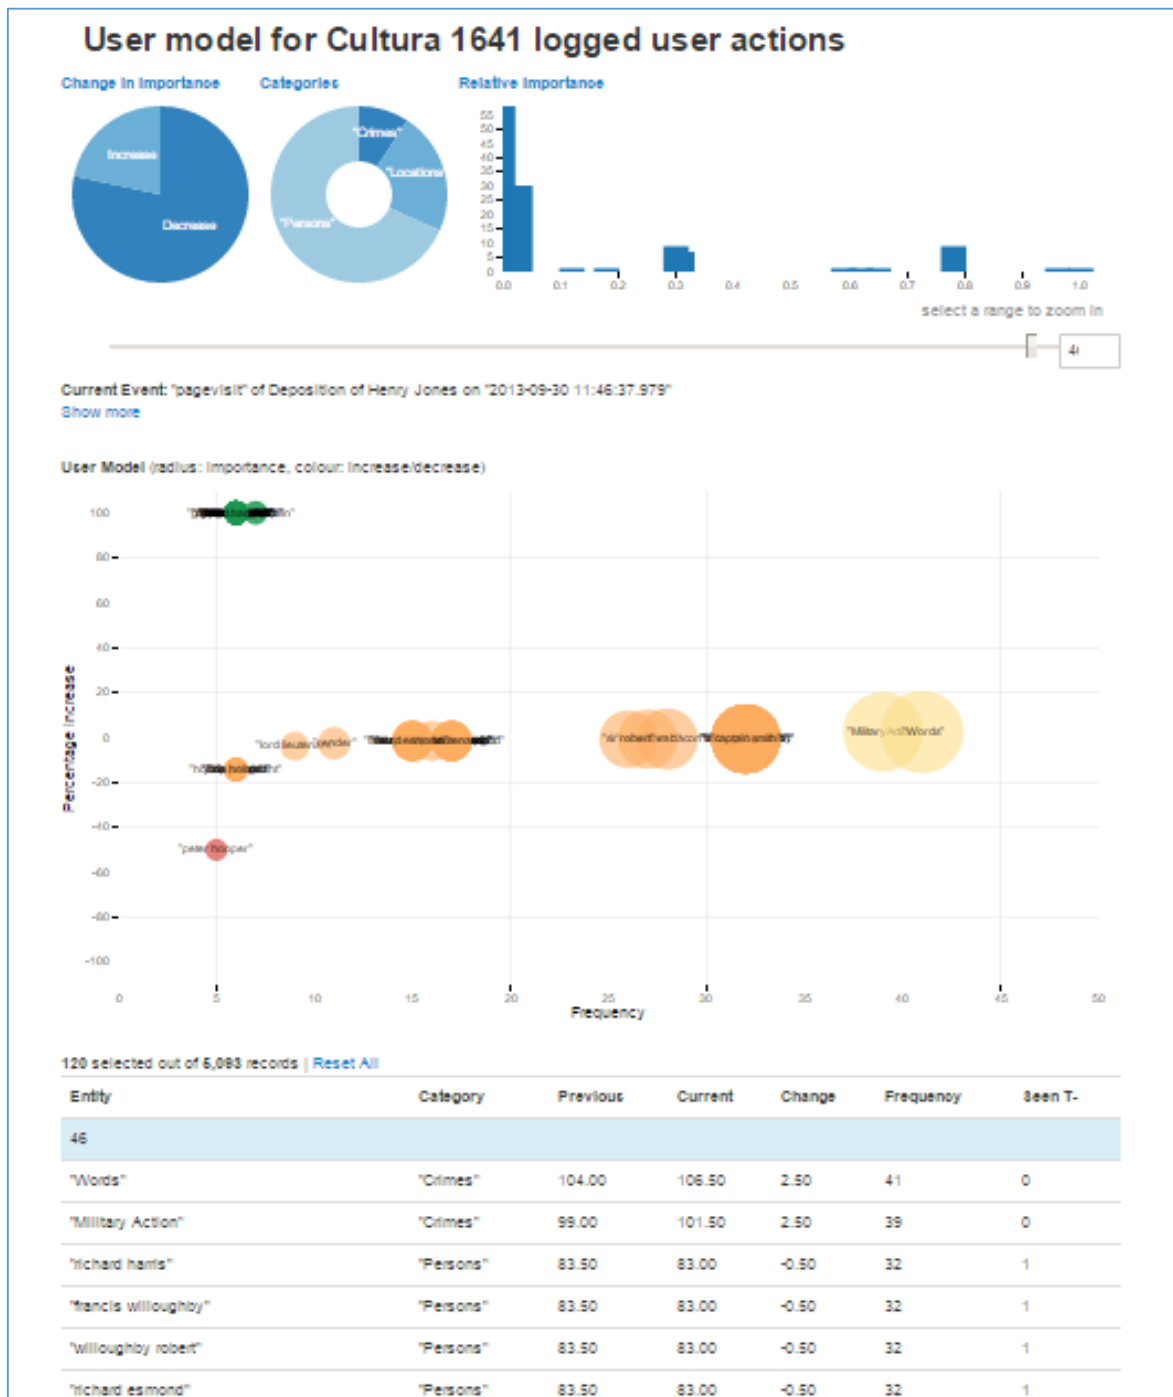 User model for Cultura 1641 logged user actions
Change in Importance Categories Relative Importance
Increase
Decrease
"Crimes"
"Locations
"Persons"
55
50
45
40
35
30
25
20
15
10
5
0
0.0 0.1 0.2 0.3 0.4 0.5 0.6 0.7 0.8 0.9 1.0
select a range to zoom in
Current Event: "pagevisit" of Deposition of Henry Jones on "2013-09-30 11:46:37.979"
Show more
User Model (radius: importance, colour: increase/decrease)
Percentage Increase
100
80
60
40
20
0
-20
-40
-60
-80
-100
"Military Act
"Words"
"peter hooper"
0 5 10 15 20 25 30 35 40 45 50
Frequency
120 selected out of 5,093 records | Reset All
Entity Category Previous Current Change Frequency Seen T-
46
"Words" "Crimes" 104.00 106.50 2.50 41 0
"Military Action" "Crimes" 99.00 101.50 2.50 39 0
"richard harris" "Persons" 83.50 83.00 -0.50 32 1
"francis willoughby" "Persons" 83.50 83.00 -0.50 32 1
"willoughby robert" "Persons" 83.50 83.00 -0.50 32 1
"richard esmond" "Persons" 83.50 83.00 -0.50 32 1